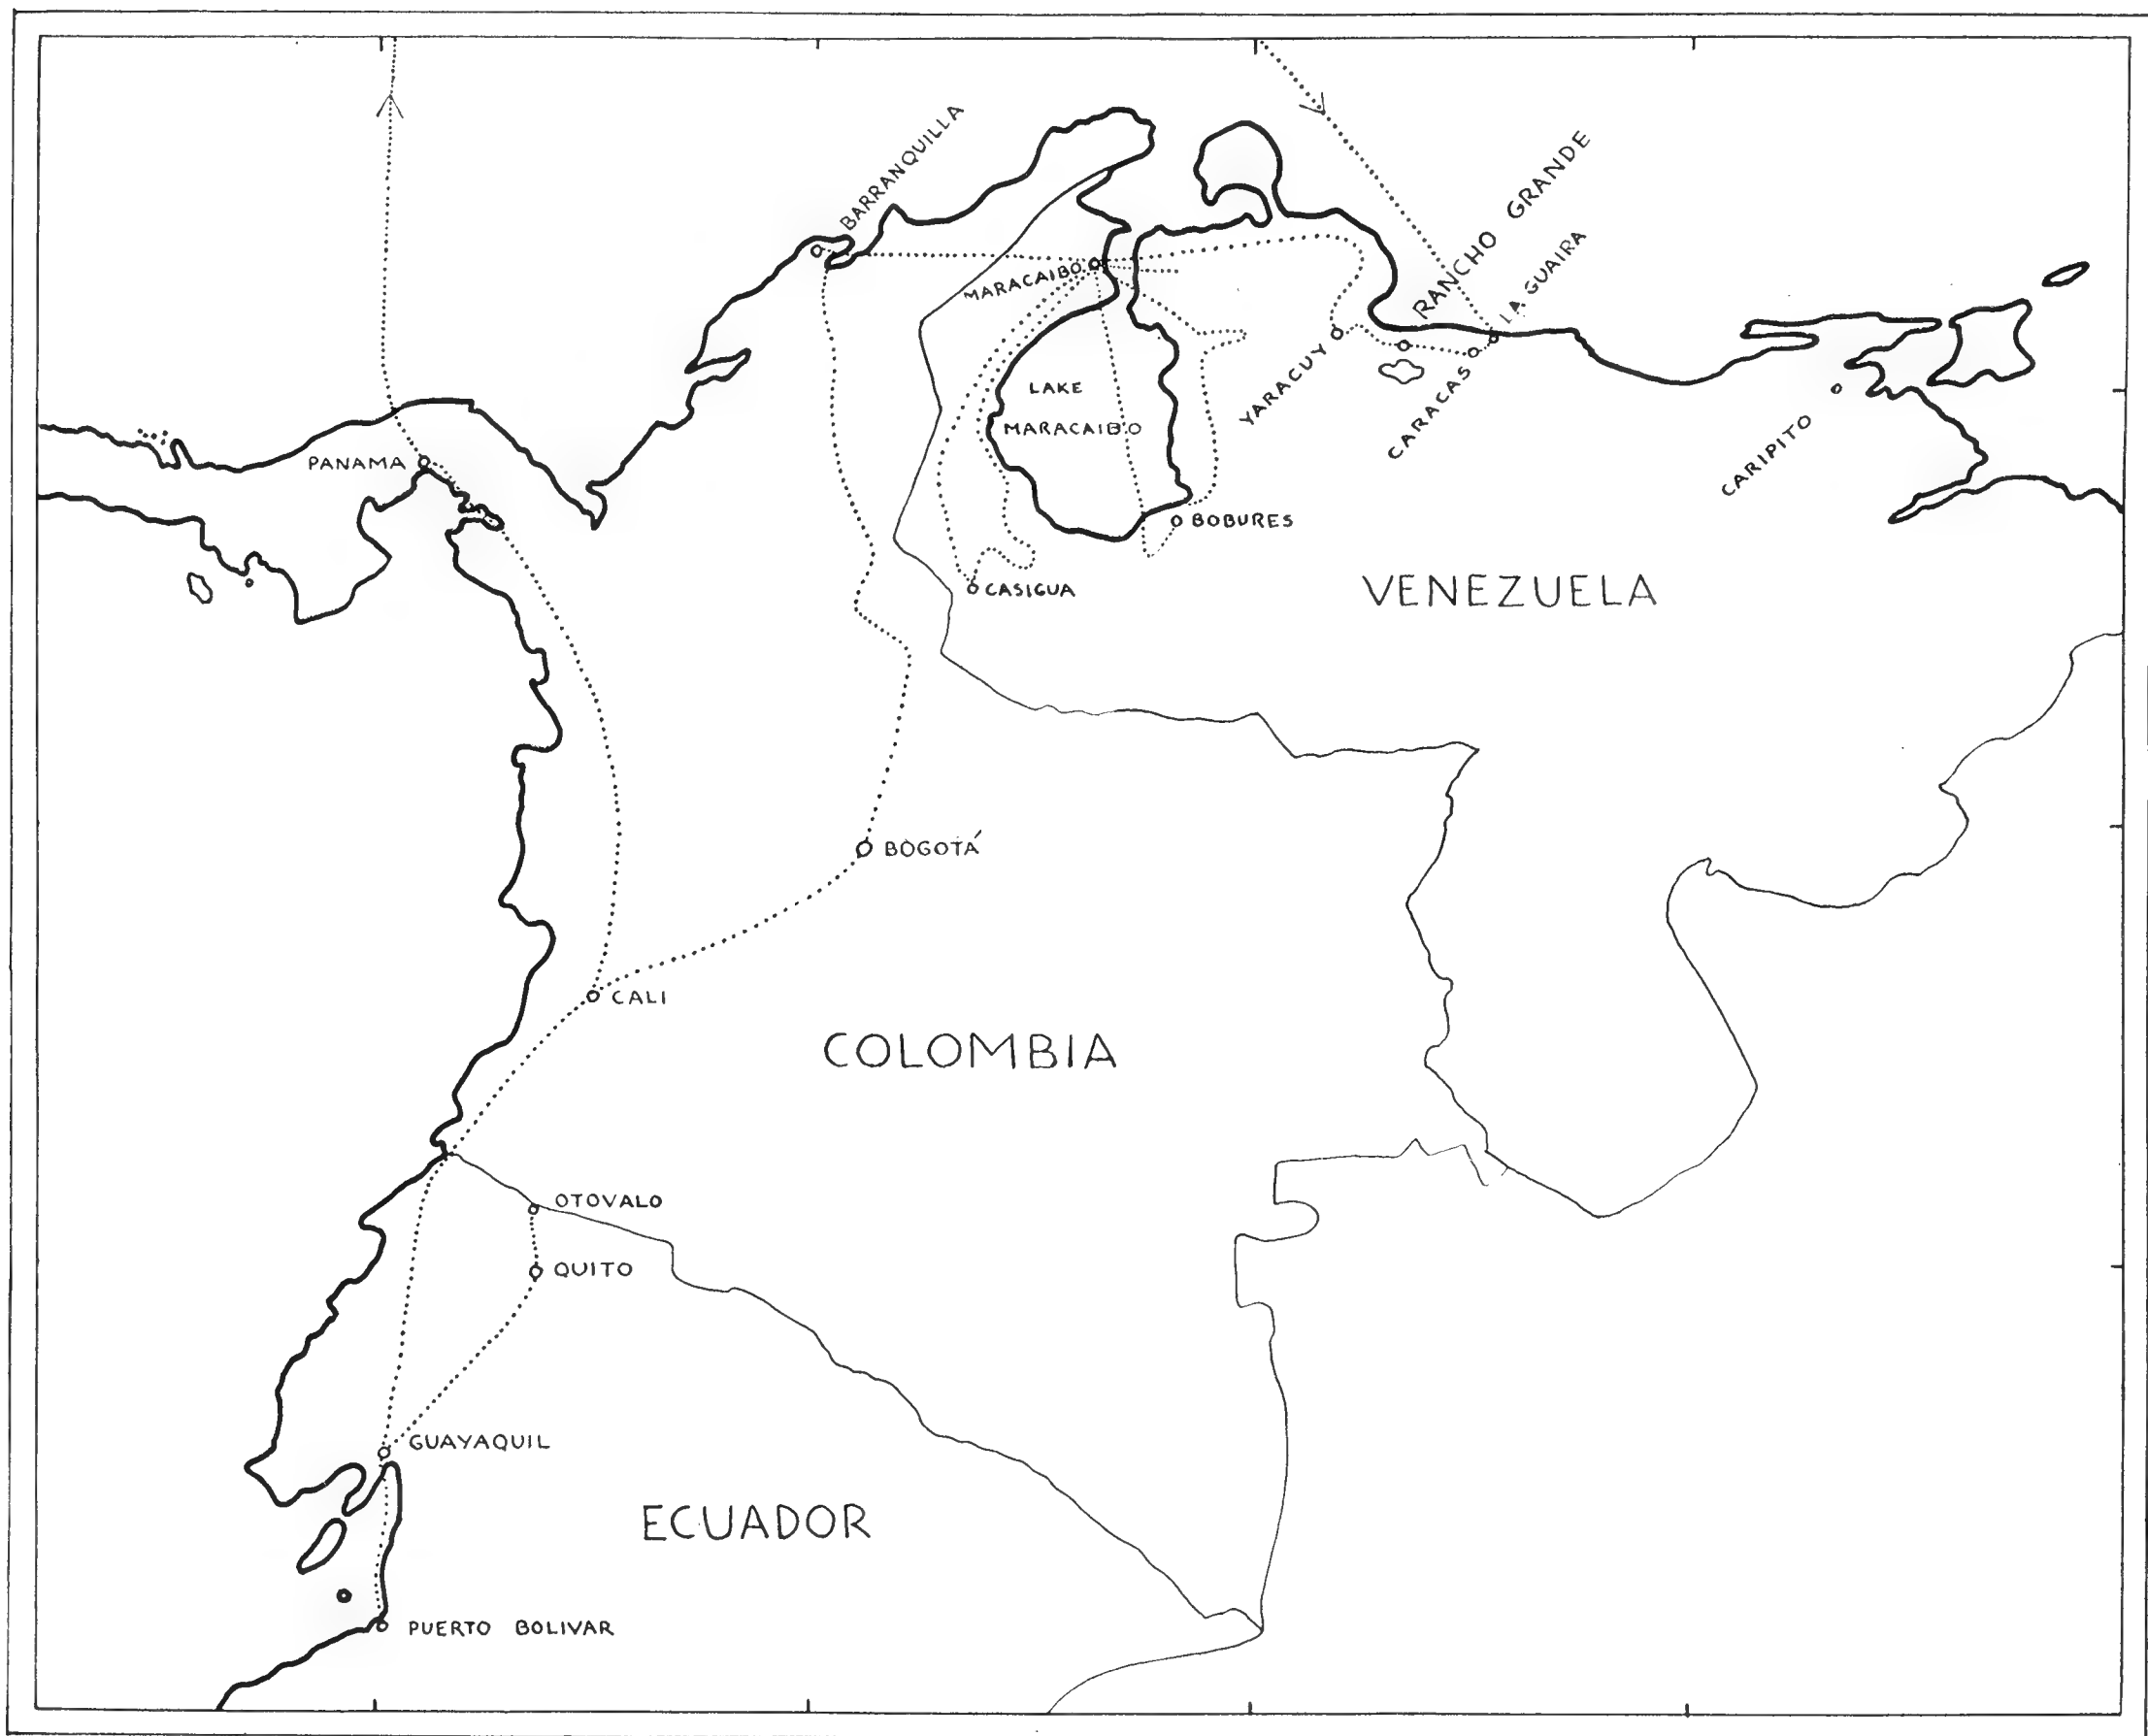 BARRANQUILLA
RANCHO GRANDE
LA GUAIRA
MARACAIBO
LAKE
MARACAIBO
YARACUY
CARACAS
CARIPITO
PANAMA
BOBURES
CASIGUA
VENEZUELA
BOGOTÁ
CALI
COLOMBIA
OTOVALO
QUITO
GUAYAQUIL
ECUADOR
PUERTO BOLIVAR